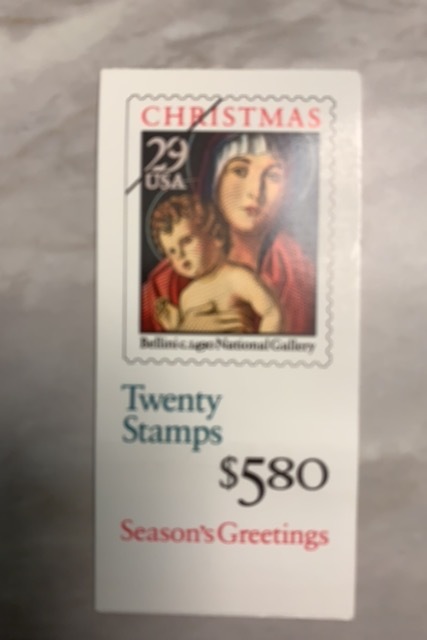 CHRISTMAS
29
USA
Bellini c.1490 National Gallery
Twenty
Stamps
$580
Season's Greetings